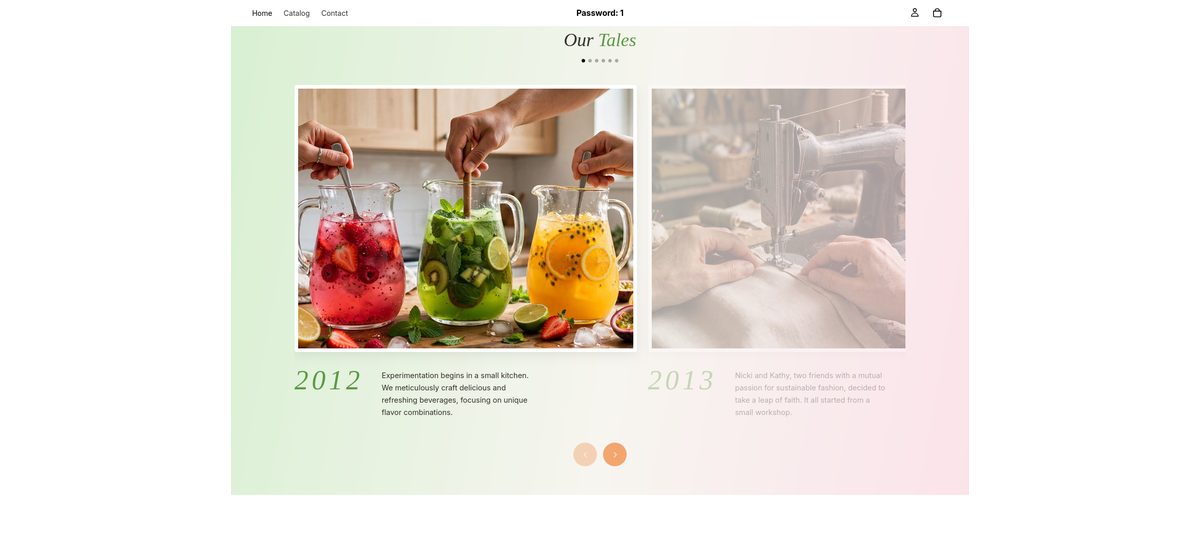 Home Catalog Contact
Password: 1
Our Tales
2012
Experimentation begins in a small kitchen.
We meticulously craft delicious and
refreshing beverages, focusing on unique
flavor combinations.
2013
Nicki and Kathy, two friends with a mutual
passion for sustainable fashion, decided to
take a leap of faith. It all started from a
small workshop.